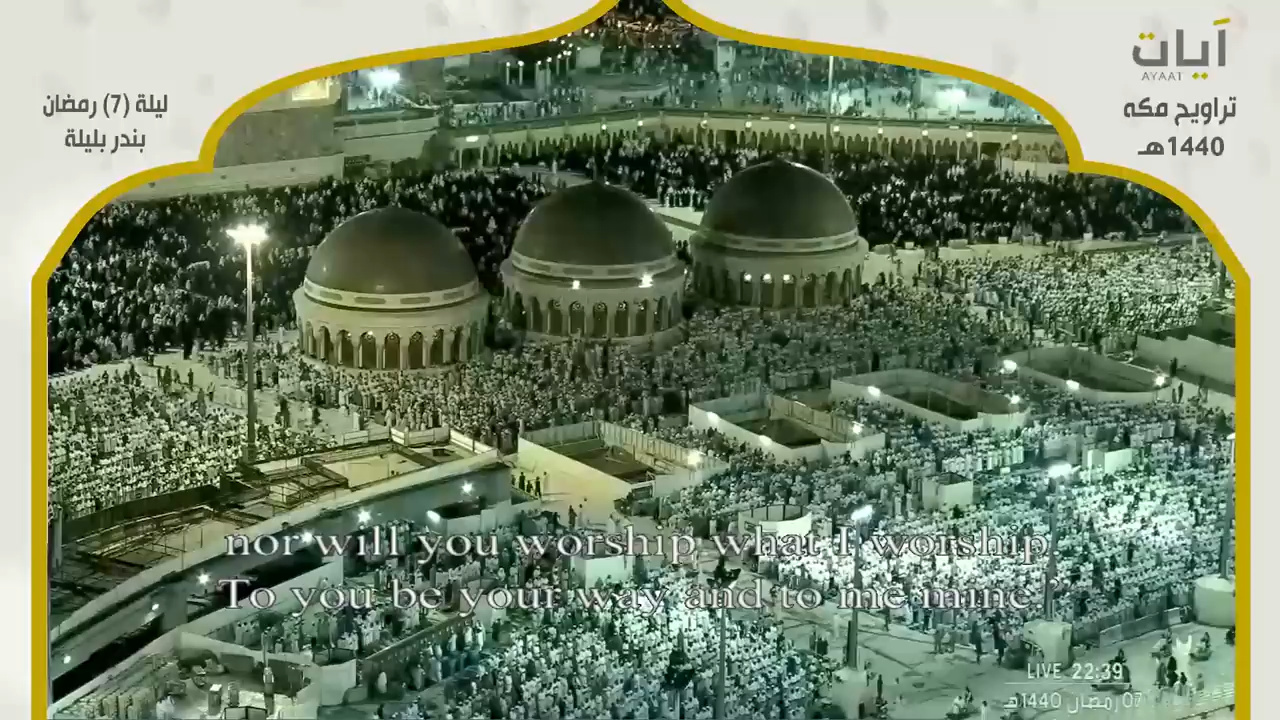 آيات
AYAAT
تراويح مكه
1440هـ
ليلة (7) رمضان
بندر بليلة
nor will you worship what I worship
To you be your way and to me mine.'
LIVE 22:39
07 رمضان 1440هـ